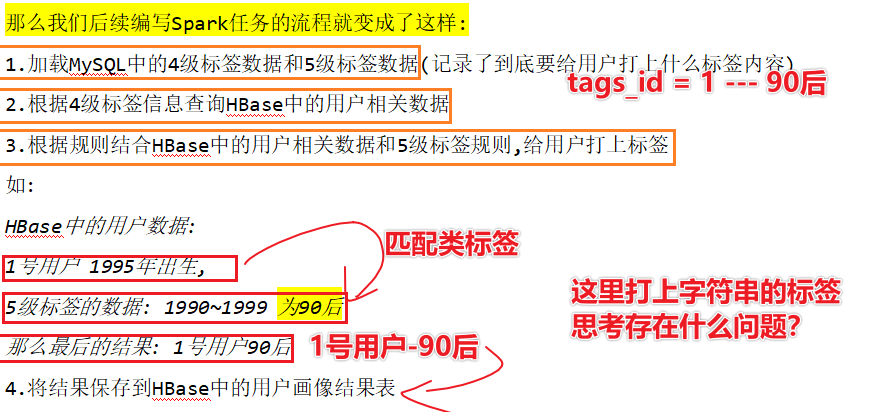 那么我们后续编写Spark任务的流程就变成了这样:
1.加载MySQL中的4级标签数据和5级标签数据(记录了到底要给用户打上什么标签内容)
tags_id = 1 --- 90后
2.根据4级标签信息查询HBase中的用户相关数据
3.根据规则结合HBase中的用户相关数据和5级标签规则,给用户打上标签
如:
HBase中的用户数据:
匹配类标签
1号用户 1995年出生,
5级标签的数据: 1990~1999 为90后
这里打上字符串的标签
思考存在什么问题?
那么最后的结果: 1号用户90后
1号用户-90后
4.将结果保存到HBase中的用户画像结果表